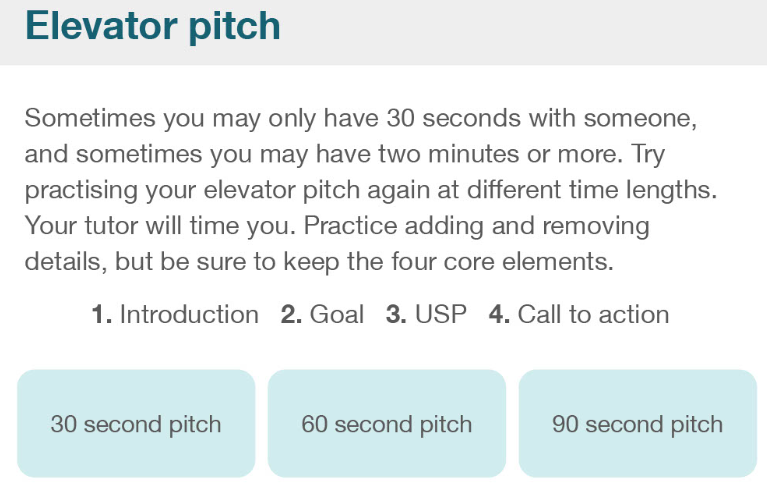 Elevator pitch
Sometimes you may only have 30 seconds with someone,
and sometimes you may have two minutes or more. Try
practising your elevator pitch again at different time lengths.
Your tutor will time you. Practice adding and removing
details, but be sure to keep the four core elements.
1. Introduction 2. Goal 3. USP 4. Call to action
30 second pitch 60 second pitch 90 second pitch